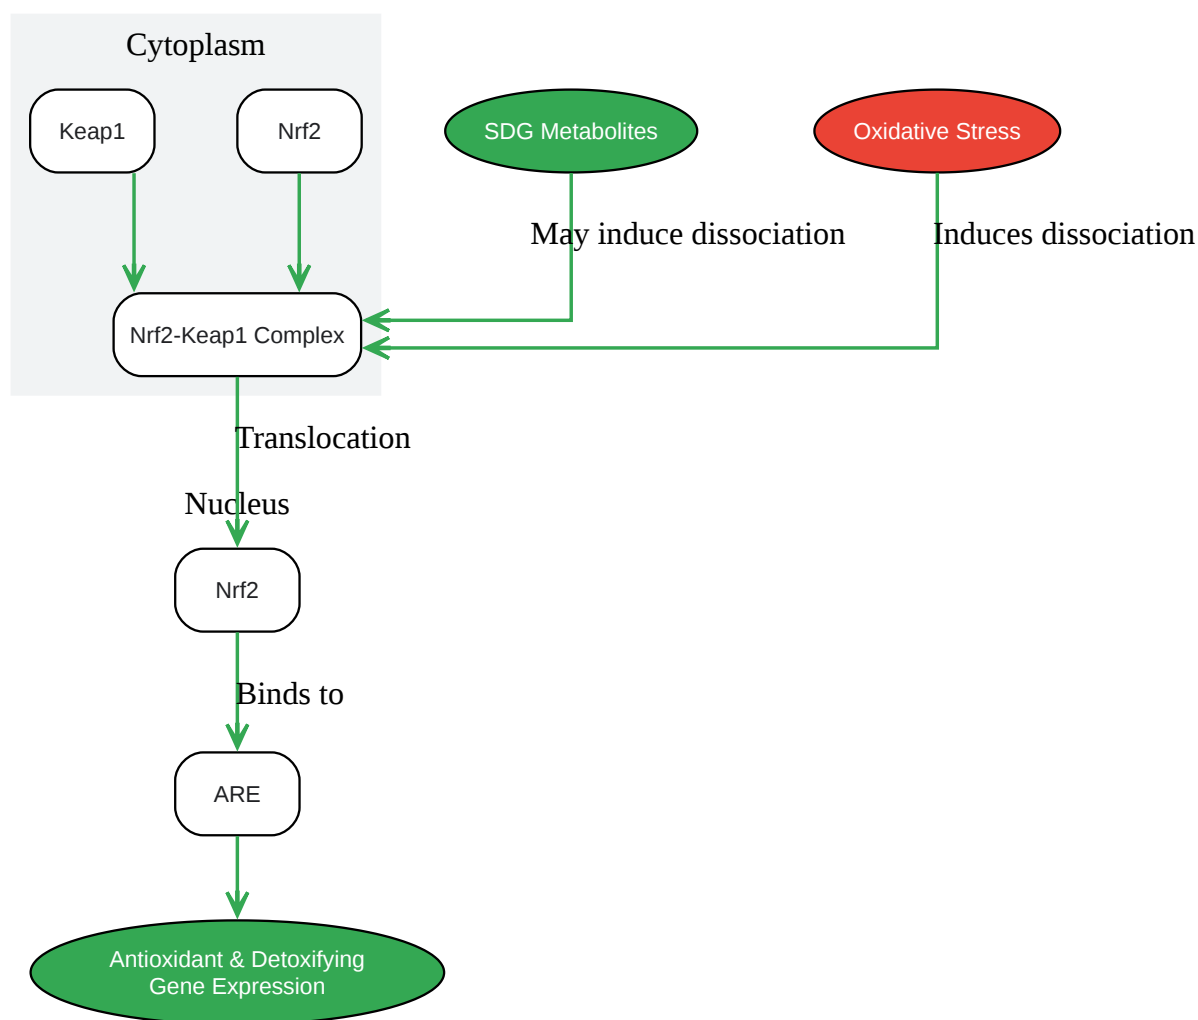 Cytoplasm
Keap1
Nrf2
SDG Metabolites
Oxidative Stress
May induce dissociation
Induces dissociation
Nrf2-Keap1 Complex
Translocation
Nucleus
Nrf2
Binds to
ARE
Antioxidant & Detoxifying
Gene Expression